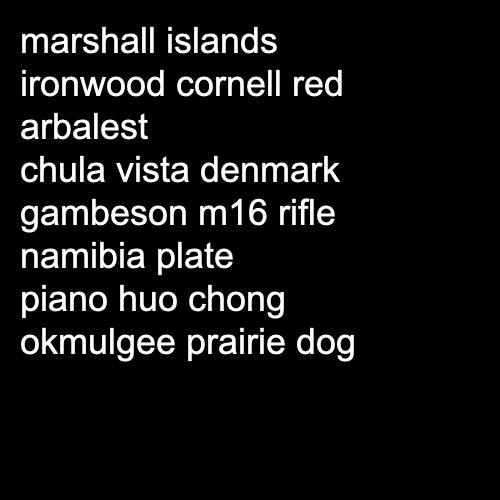 marshall islands
ironwood cornell red
arbalest
chula vista denmark
gambeson m16 rifle
namibia plate
piano huo chong
okmulgee prairie dog